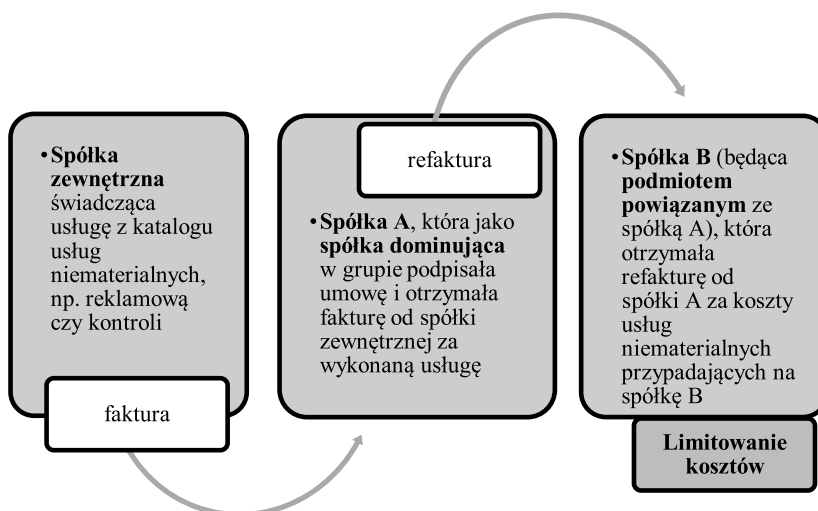 •Spółka
zewnętrzna
świadcząca
usługę z katalogu
usług
niematerialnych,
np. reklamową
czy kontroli
faktura
refaktura
•Spółka A, która jako
spółka dominująca
w grupie podpisała
umowę i otrzymała
fakturę od spółki
zewnętrznej za
wykonaną usługę
•Spółka B (będąca
podmiotem
powiązanym ze
spółką A), która
otrzymała
refakturę od
spółki A za koszty
usług
niematerialnych
przypadających na
spółkę B
Limitowanie
kosztów